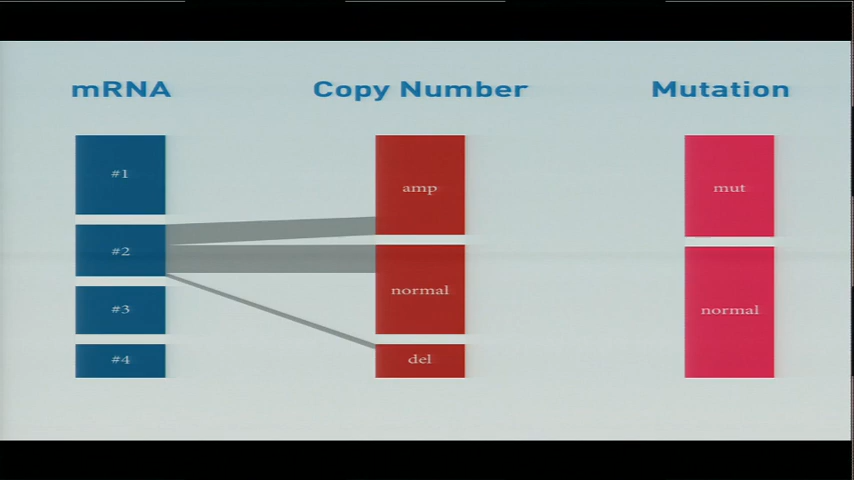 mRNA
Copy Number
Mutation
#1
#2
#3
#4
amp
normal
del
mut
normal